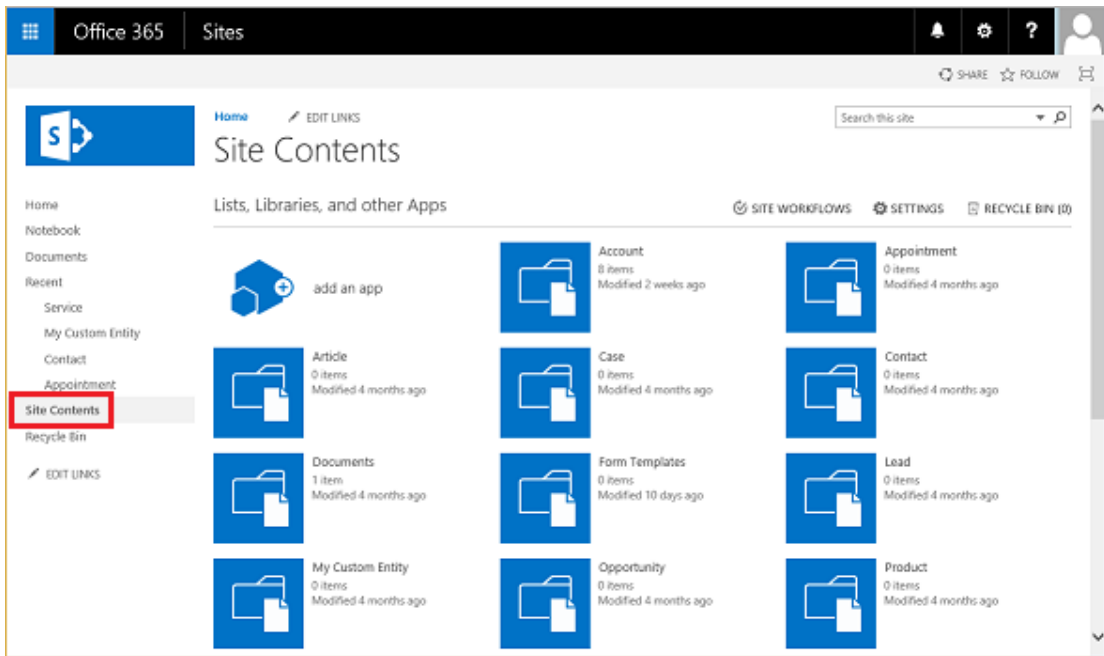 Office 365 Sites ?
SHARE FOLLOW
S
Home EDIT LINKS Search this site
Site Contents
Home
Notebook
Documents
Recent
Service
My Custom Entity
Contact
Appointment
Site Contents
Recycle Bin
EDIT LINKS
Lists, Libraries, and other Apps SITE WORKFLOWS SETTINGS RECYCLE BIN (0)
add an app
Account
8 items
Modified 2 weeks ago
Appointment
0 items
Modified 4 months ago
Article
0 items
Modified 4 months ago
Case
0 items
Modified 4 months ago
Contact
0 items
Modified 4 months ago
Documents
1 item
Modified 4 months ago
Form Templates
0 items
Modified 10 days ago
Lead
0 items
Modified 4 months ago
My Custom Entity
0 items
Modified 4 months ago
Opportunity
0 items
Modified 4 months ago
Product
0 items
Modified 4 months ago